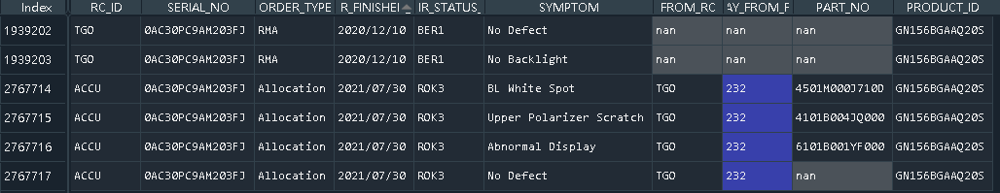 Index RC_ID SERIAL_NO ORDER_TYPE R_FINISHEI IR_STATUS_ SYMPTOM FROM_RC AY_FROM_F PART_NO PRODUCT_ID
1939202 TGO 0AC30PC9AM203FJ RMA 2020/12/10 BER1 No Defect nan nan nan GN156BGAAQ20S
1939203 TGO 0AC30PC9AM203FJ RMA 2020/12/10 BER1 No Backlight nan nan nan GN156BGAAQ20S
2767714 ACCU 0AC30PC9AM203FJ Allocation 2021/07/30 ROK3 BL White Spot TGO 232 4501M000J710D GN156BGAAQ20S
2767715 ACCU 0AC30PC9AM203FJ Allocation 2021/07/30 ROK3 Upper Polarizer Scratch TGO 232 4101B004JQ000 GN156BGAAQ20S
2767716 ACCU 0AC30PC9AM203FJ Allocation 2021/07/30 ROK3 Abnormal Display TGO 232 6101B001YF000 GN156BGAAQ20S
2767717 ACCU 0AC30PC9AM203FJ Allocation 2021/07/30 ROK3 No Defect TGO 232 nan GN156BGAAQ20S